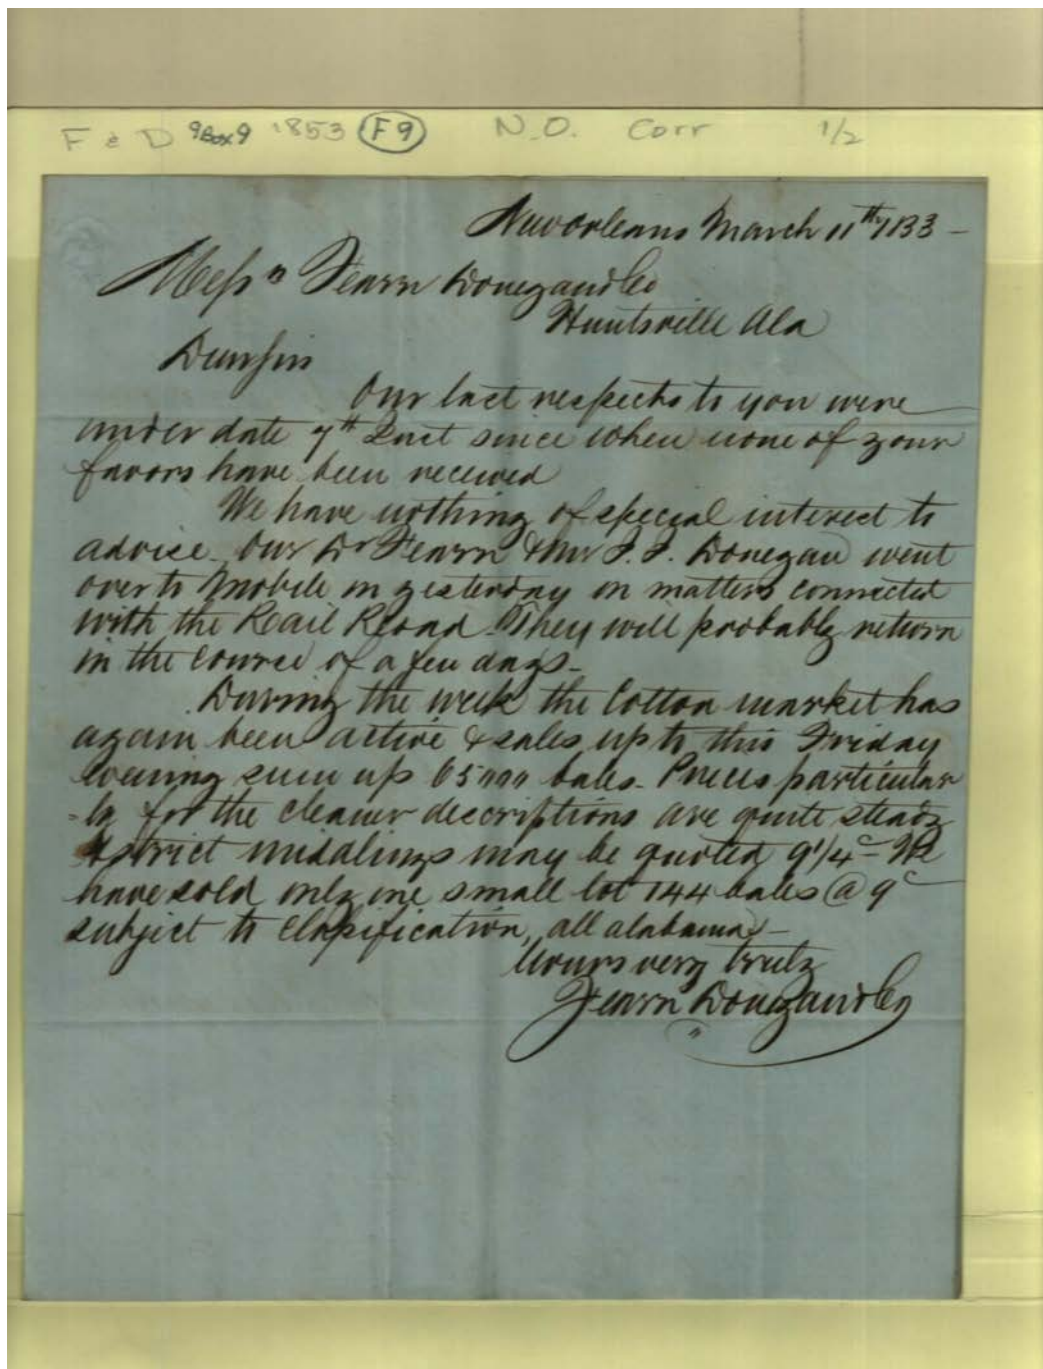 F & D 9Box9 1853 F9 N.O. Corr 1/2
New Orleans March 11th 1853 -
Messrs Fearn Donegan & Co
Huntsville Ala
Dear Sirs
Our last respects to you were
under date 7th Inst since when none of your
favors have been received
We have nothing of special interest to
advise. Our Dr Fearn & Mr J. J. Donegan went
over to Mobile on yesterday on matters connected
with the Rail Road. They will probably return
in the course of a few days -
During the week the Cotton market has
again been active & sales up to this Friday
evening sum up 65"000 bales. Prices particular
-ly for the cleaner descriptions are quite steady
& strict middlings may be quoted 9 1/4c - We
have sold only one small lot 144 bales @ 9c
subject to classification, all alabama -
Yours very truly
Fearn Donegan & Co